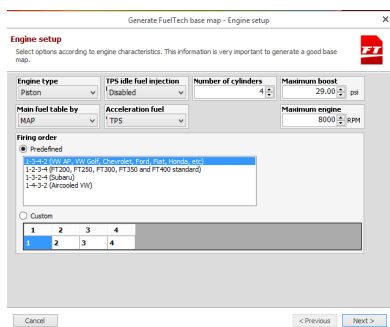 Generate FuelTech base map - Engine setup
Engine setup
Select options according to engine characteristics. This information is very important to generate a good base
map.
FT
Engine type TPS idle fuel injection Number of cylinders Maximum boost
Piston Disabled 4 29.00 psi
Main fuel table by Acceleration fuel Maximum engine
MAP TPS 8000 RPM
Firing order
Predefined
1-3-4-2 (VW AP, VW Golf, Chevrolet, Ford, Fiat, Honda, etc)
1-2-3-4 (FT200, FT250, FT300, FT350 and FT400 standard)
1-3-2-4 (Subaru)
1-4-3-2 (Aircooled VW)
Custom
1 2 3 4
1 2 3 4
Cancel < Previous Next >